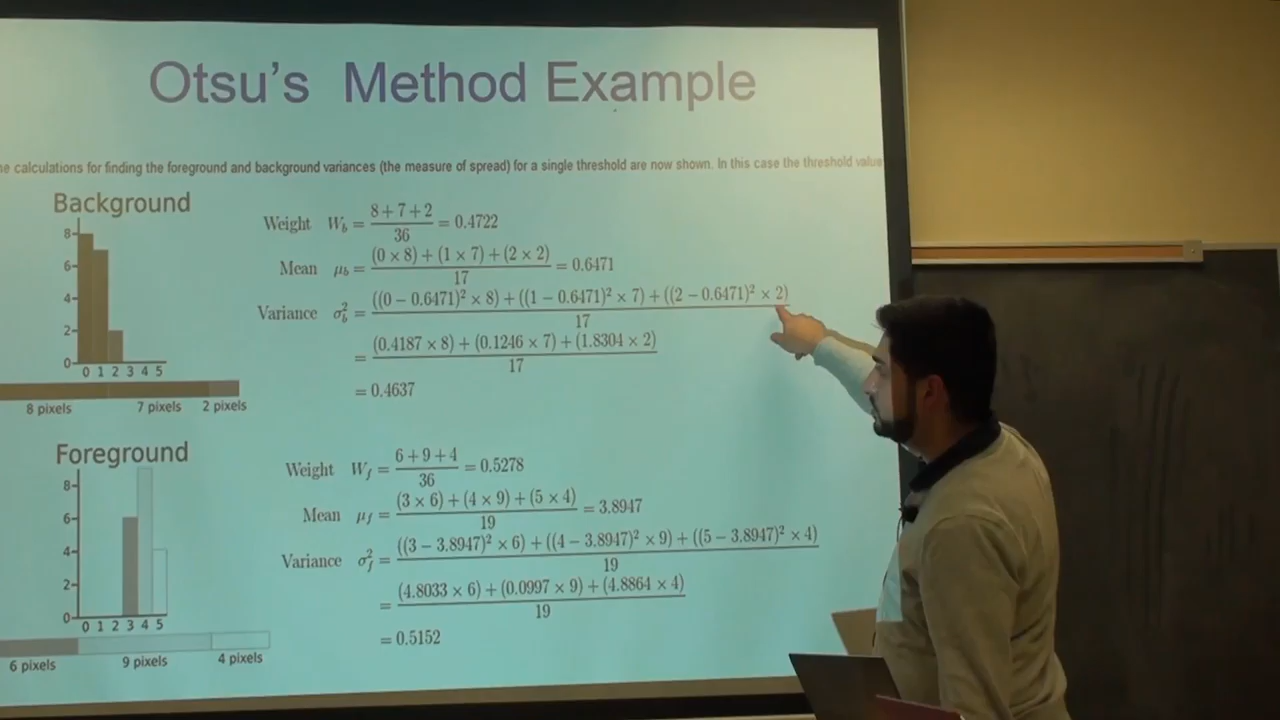 Otsu's Method Example
e calculations for finding the foreground and background variances (the measure of spread) for a single threshold are now shown. In this case the threshold value
Background
8
6
4
2
0
0 1 2 3 4 5
8 pixels 7 pixels 2 pixels
Weight W_b = (8 + 7 + 2)/36 = 0.4722
Mean μ_b = ((0 × 8) + (1 × 7) + (2 × 2))/17 = 0.6471
Variance σ_b² = (((0 − 0.6471)² × 8) + ((1 − 0.6471)² × 7) + ((2 − 0.6471)² × 2)/17
= ((0.4187 × 8) + (0.1246 × 7) + (1.8304 × 2))/17
= 0.4637
Foreground
8
6
4
2
0
0 1 2 3 4 5
6 pixels 9 pixels 4 pixels
Weight W_f = (6 + 9 + 4)/36 = 0.5278
Mean μ_f = ((3 × 6) + (4 × 9) + (5 × 4))/19 = 3.8947
Variance σ_f² = (((3 − 3.8947)² × 6) + ((4 − 3.8947)² × 9) + ((5 − 3.8947)² × 4)/19
= ((4.8033 × 6) + (0.0997 × 9) + (4.8864 × 4))/19
= 0.5152